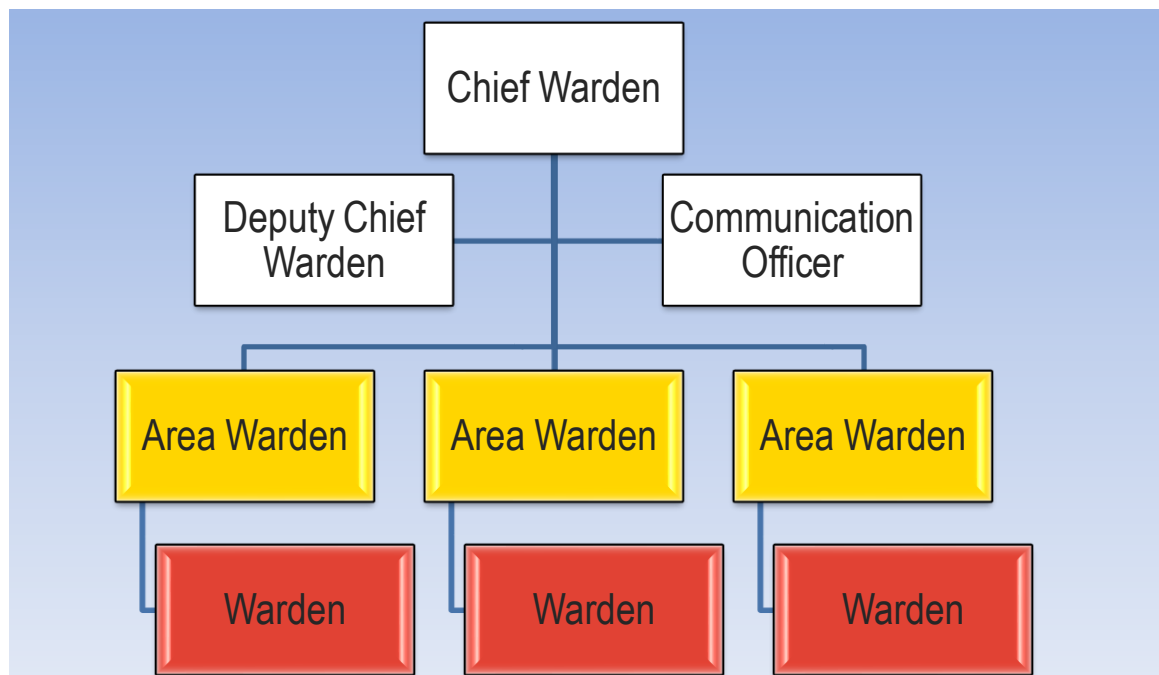 Chief Warden
Deputy Chief
Warden
Communication
Officer
Area Warden
Area Warden
Area Warden
Warden
Warden
Warden